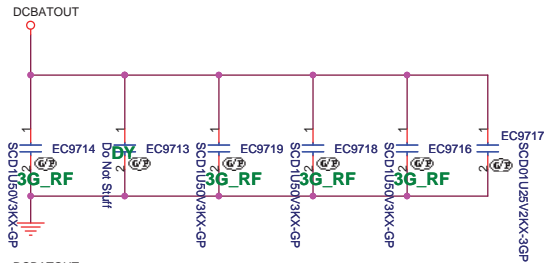 DCBATOUT
1
EC9714
G/P
2
3G_RF
SCD1U50V3KX-GP
1
EC9713
DY
G/P
2
Do Not Stuff
1
EC9719
G/P
2
3G_RF
SCD1U50V3KX-GP
1
EC9718
G/P
2
3G_RF
SCD1U50V3KX-GP
1
EC9716
G/P
2
3G_RF
SCD1U50V3KX-GP
1
EC9717
G/P
2
SCD01U25V2KX-3GP
DCBATOUT